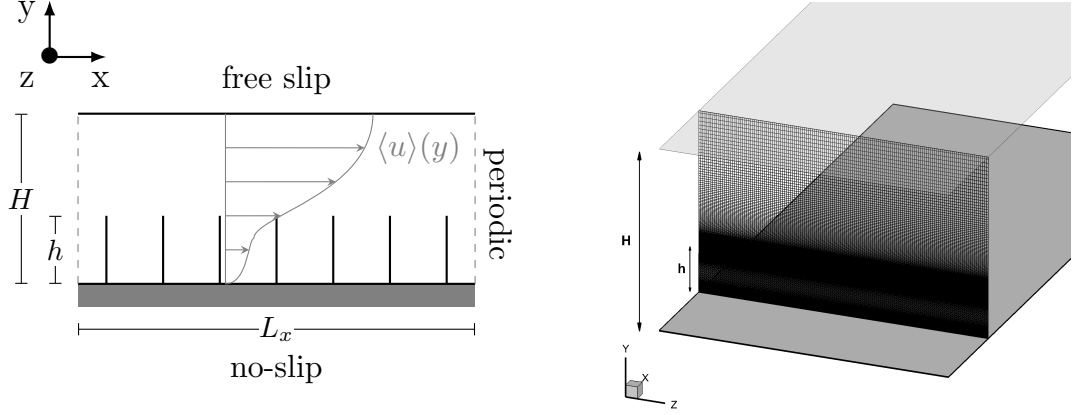 y
z
x
free slip
⟨u⟩(y)
periodic
H
h
L_x
no-slip
H
h
Y
X
Z